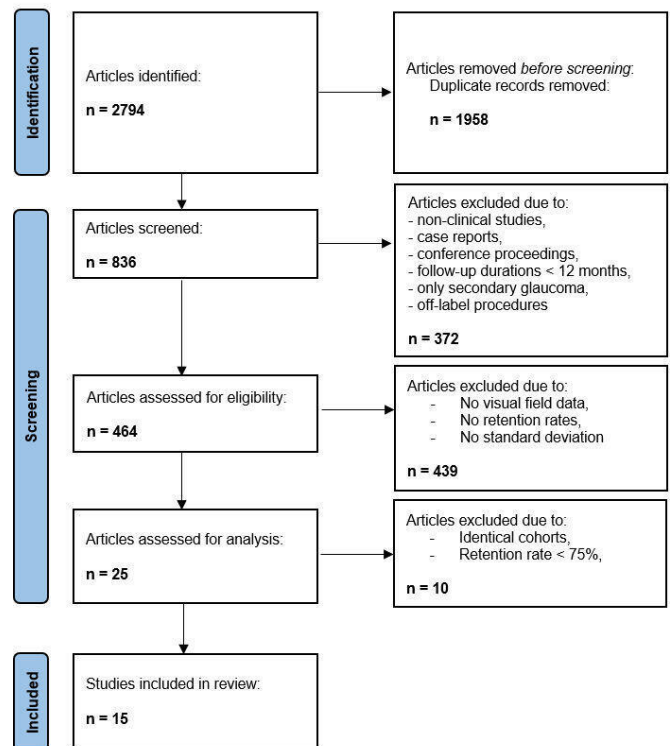 Identification
Articles identified:
n = 2794
Articles removed before screening:
Duplicate records removed:
n = 1958
Screening
Articles screened:
n = 836
Articles excluded due to:
- non-clinical studies,
- case reports,
- conference proceedings,
- follow-up durations < 12 months,
- only secondary glaucoma,
- off-label procedures
n = 372
Articles assessed for eligibility:
n = 464
Articles excluded due to:
- No visual field data,
- No retention rates,
- No standard deviation
n = 439
Articles assessed for analysis:
n = 25
Articles excluded due to:
- Identical cohorts,
- Retention rate < 75%,
n = 10
Included
Studies included in review:
n = 15